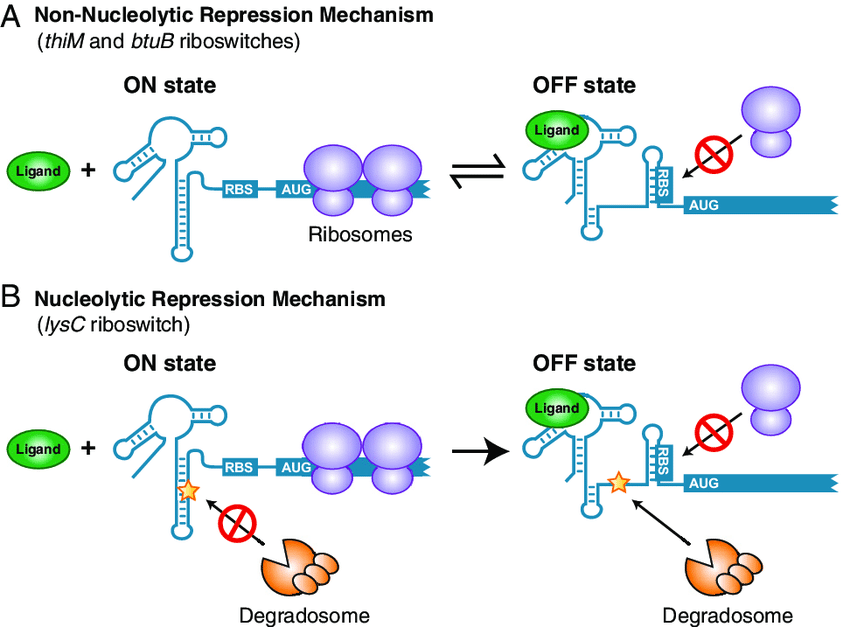 A Non-Nucleolytic Repression Mechanism
(thiM and btuB riboswitches)
ON state
OFF state
Ligand
+
RBS
AUG
Ribosomes
Ligand
RBS
AUG
B Nucleolytic Repression Mechanism
(lysC riboswitch)
ON state
OFF state
Ligand
+
RBS
AUG
Degradosome
Ligand
RBS
AUG
Degradosome